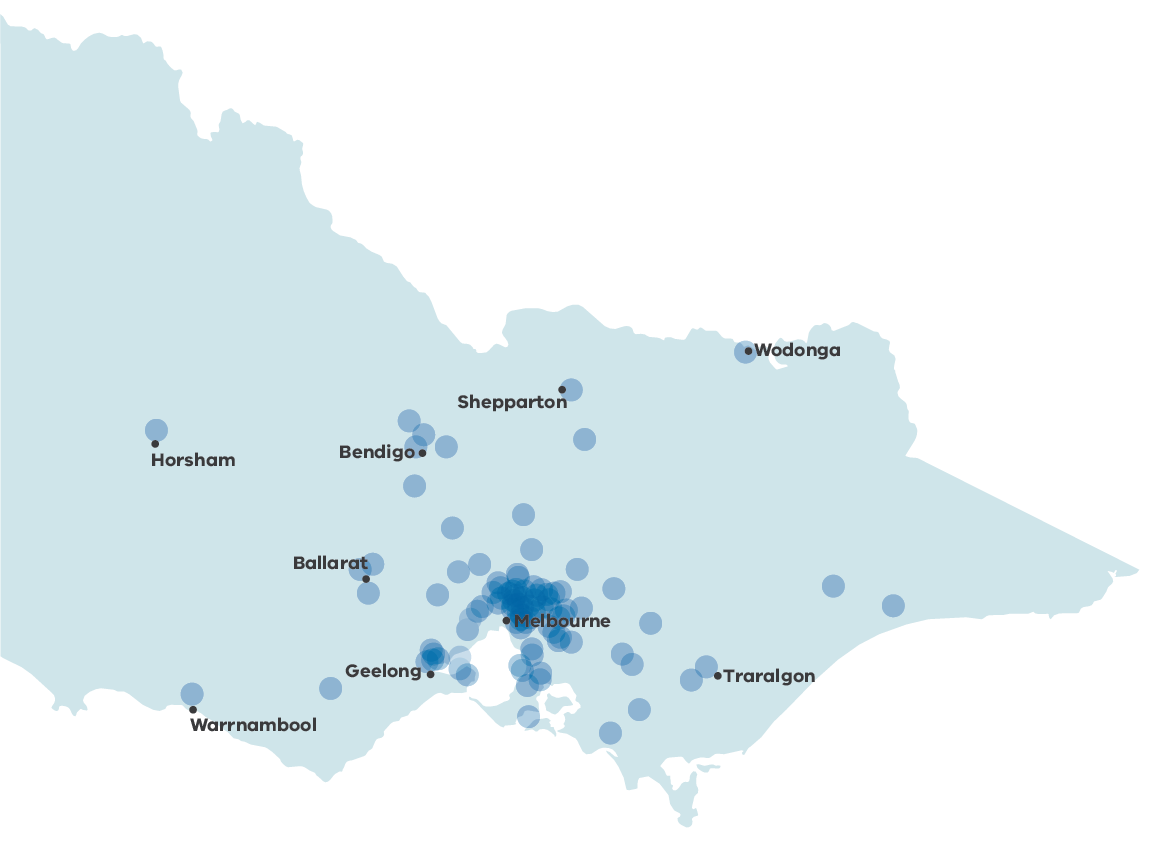 Wodonga
Shepparton
Bendigo
Horsham
Ballarat
Melbourne
Geelong
Traralgon
Warrnambool